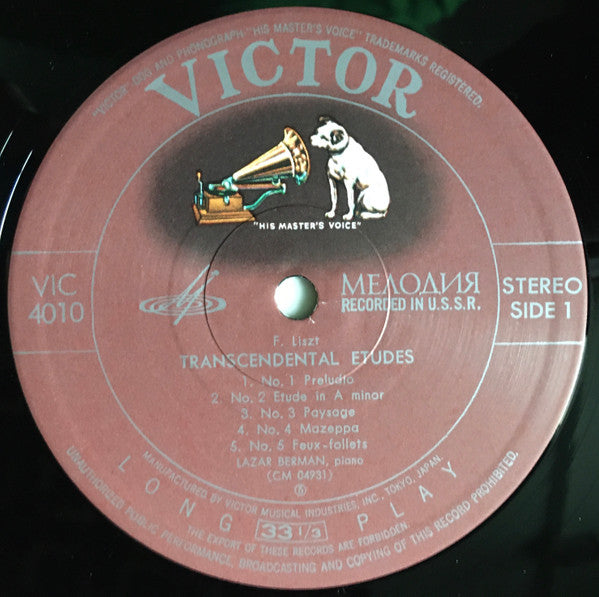 "VICTOR" DOG AND PHONOGRAPH-"HIS MASTER'S VOICE" TRADEMARKS REGISTERED.
VICTOR
"HIS MASTER'S VOICE"
VIC
4010
МЕЛОДИЯ
RECORDED IN U.S.S.R.
STEREO
SIDE 1
F. Liszt
TRANSCENDENTAL ETUDES
1. No. 1 Preludio
2. No. 2 Etude in A minor
3. No. 3 Paysage
4. No. 4 Mazeppa
5. No. 5 Feux-follets
LAZAR BERMAN, piano
(CM 04931)
Ⓢ
LONG 33 1/3 PLAY
MANUFACTURED BY VICTOR MUSICAL INDUSTRIES, INC. TOKYO, JAPAN.
THE EXPORT OF THESE RECORDS ARE FORBIDDEN.
UNAUTHORIZED PUBLIC PERFORMANCE, BROADCASTING AND COPYING OF THIS RECORD PROHIBITED.